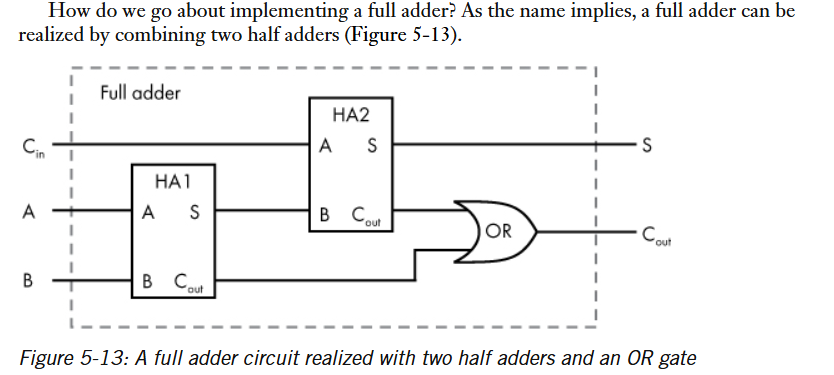 How do we go about implementing a full adder? As the name implies, a full adder can be
realized by combining two half adders (Figure 5-13).
Full adder
HA2
Cin
A S
S
HA1
A
A S
B Cout
OR
Cout
B
B Cout
Figure 5-13: A full adder circuit realized with two half adders and an OR gate